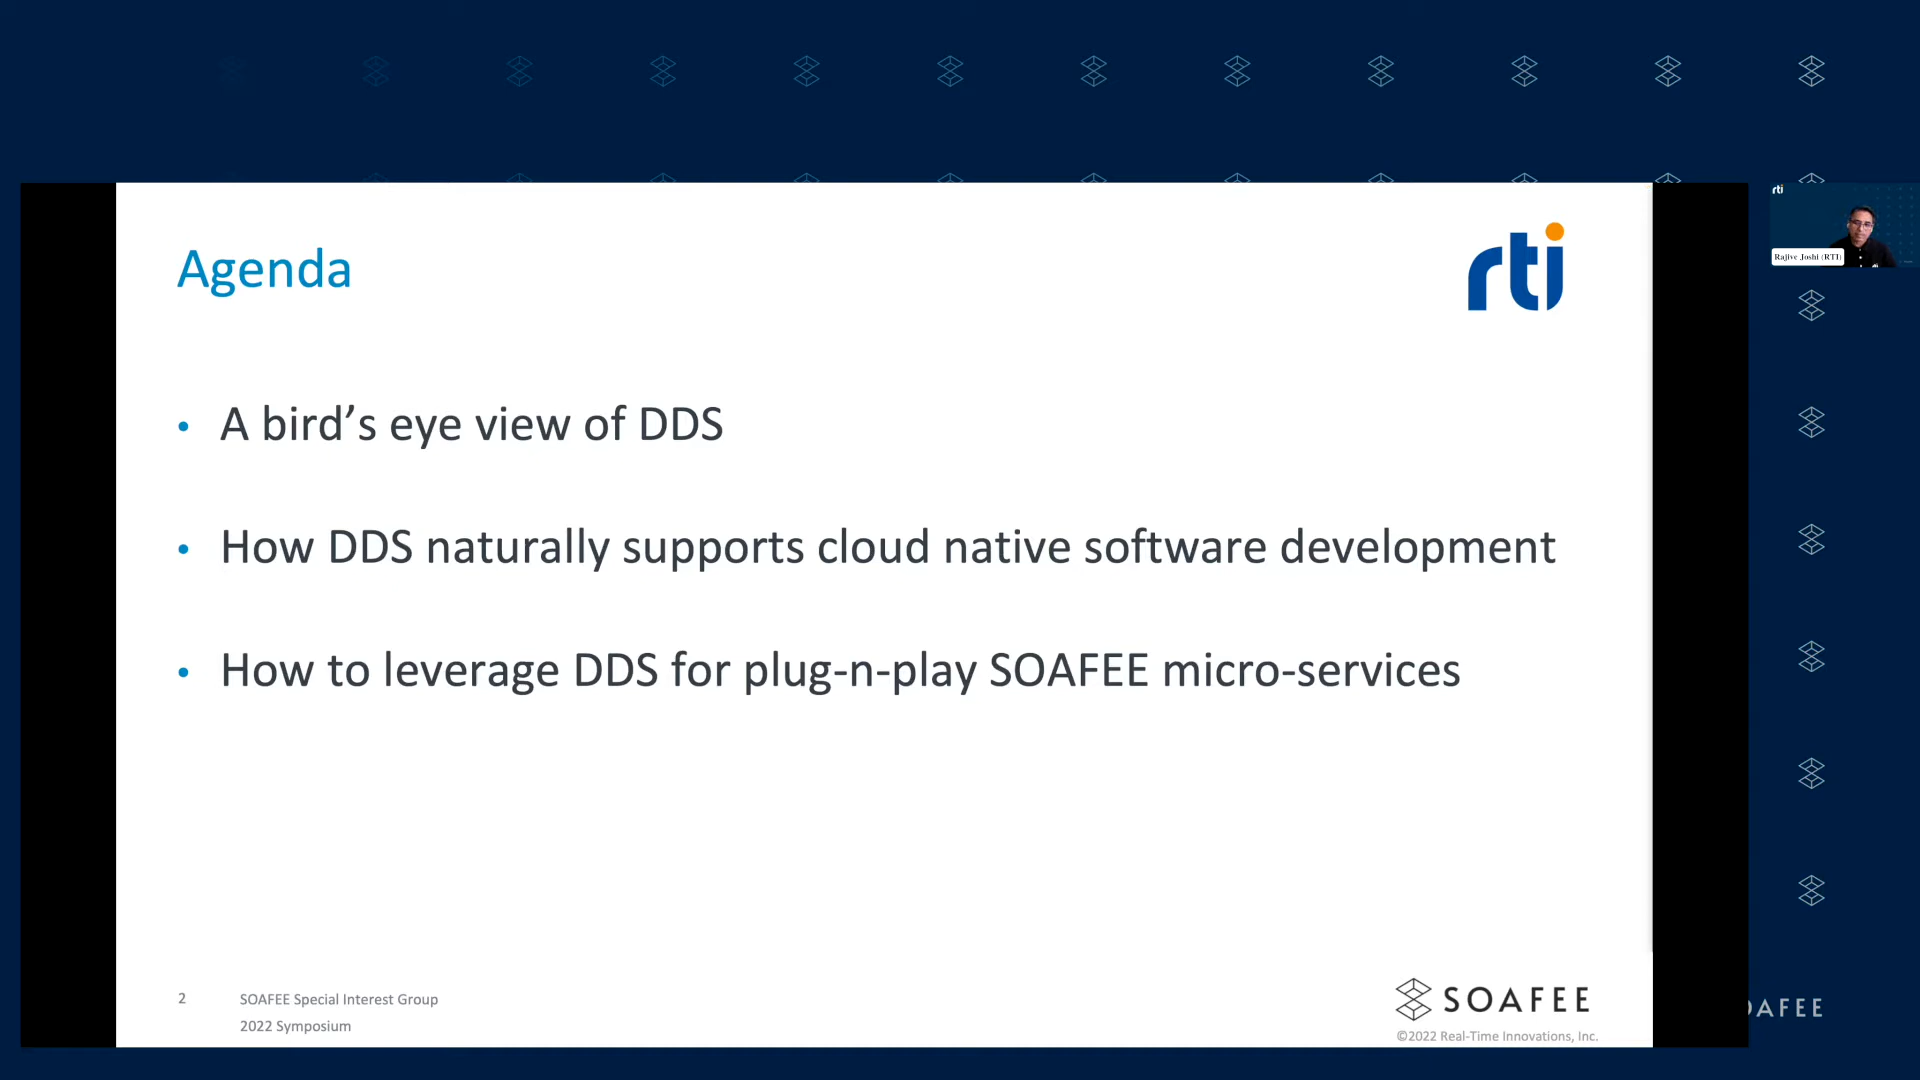 Agenda
rti
rti
Rajive Joshi (RTI)
• A bird’s eye view of DDS
• How DDS naturally supports cloud native software development
• How to leverage DDS for plug-n-play SOAFEE micro-services
2
SOAFEE Special Interest Group
2022 Symposium
SOAFEE
©2022 Real-Time Innovations, Inc.
OAFEE